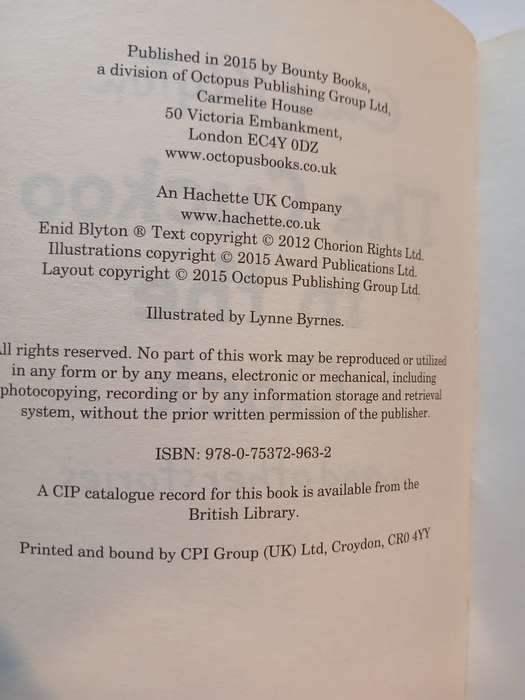 Published in 2015 by Bounty Books,
a division of Octopus Publishing Group Ltd,
Carmelite House
50 Victoria Embankment,
London EC4Y 0DZ
www.octopusbooks.co.uk
An Hachette UK Company
www.hachette.co.uk
Enid Blyton ® Text copyright © 2012 Chorion Rights Ltd.
Illustrations copyright © 2015 Award Publications Ltd.
Layout copyright © 2015 Octopus Publishing Group Ltd.
Illustrated by Lynne Byrnes.
ll rights reserved. No part of this work may be reproduced or utilized
in any form or by any means, electronic or mechanical, including
photocopying, recording or by any information storage and retrieval
system, without the prior written permission of the publisher.
ISBN: 978-0-75372-963-2
A CIP catalogue record for this book is available from the
British Library.
Printed and bound by CPI Group (UK) Ltd, Croydon, CR0 4YY